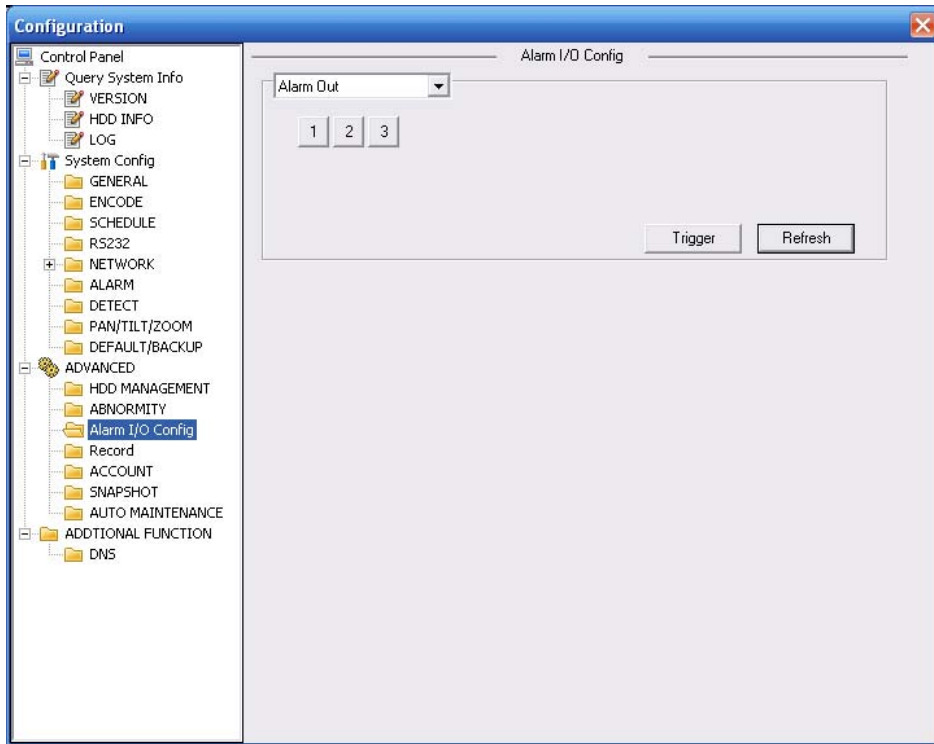 Configuration
Control Panel
Query System Info
VERSION
HDD INFO
LOG
System Config
GENERAL
ENCODE
SCHEDULE
RS232
NETWORK
ALARM
DETECT
PAN/TILT/ZOOM
DEFAULT/BACKUP
ADVANCED
HDD MANAGEMENT
ABNORMITY
Alarm I/O Config
Record
ACCOUNT
SNAPSHOT
AUTO MAINTENANCE
ADDTIONAL FUNCTION
DNS
Alarm I/O Config
Alarm Out
1 2 3
Trigger Refresh